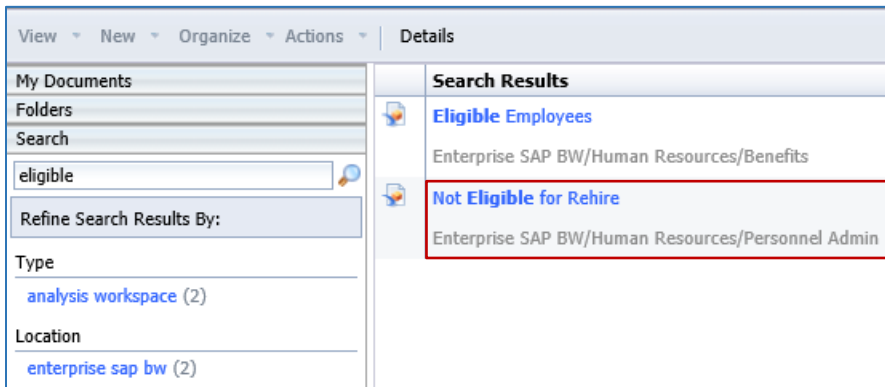 View New Organize Actions Details
My Documents
Folders
Search
eligible
Refine Search Results By:
Type
analysis workspace (2)
Location
enterprise sap bw (2)
Search Results
Eligible Employees
Enterprise SAP BW/Human Resources/Benefits
Not Eligible for Rehire
Enterprise SAP BW/Human Resources/Personnel Admin